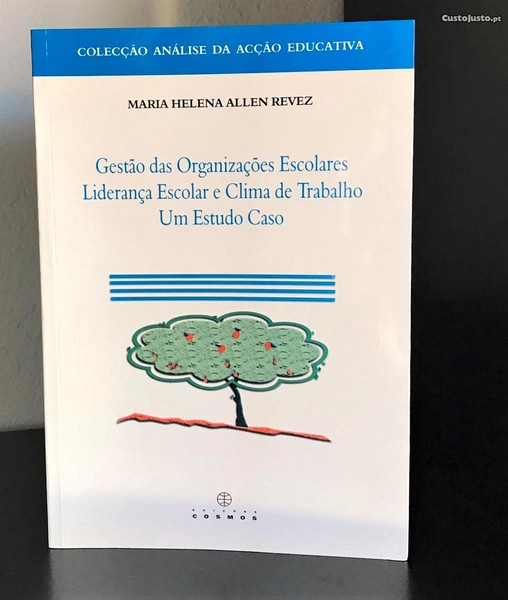 CustoJusto.pt
COLECÇÃO ANÁLISE DA ACÇÃO EDUCATIVA
MARIA HELENA ALLEN REVEZ
Gestão das Organizações Escolares
Liderança Escolar e Clima de Trabalho
Um Estudo Caso
EDIÇÕES
COSMOS